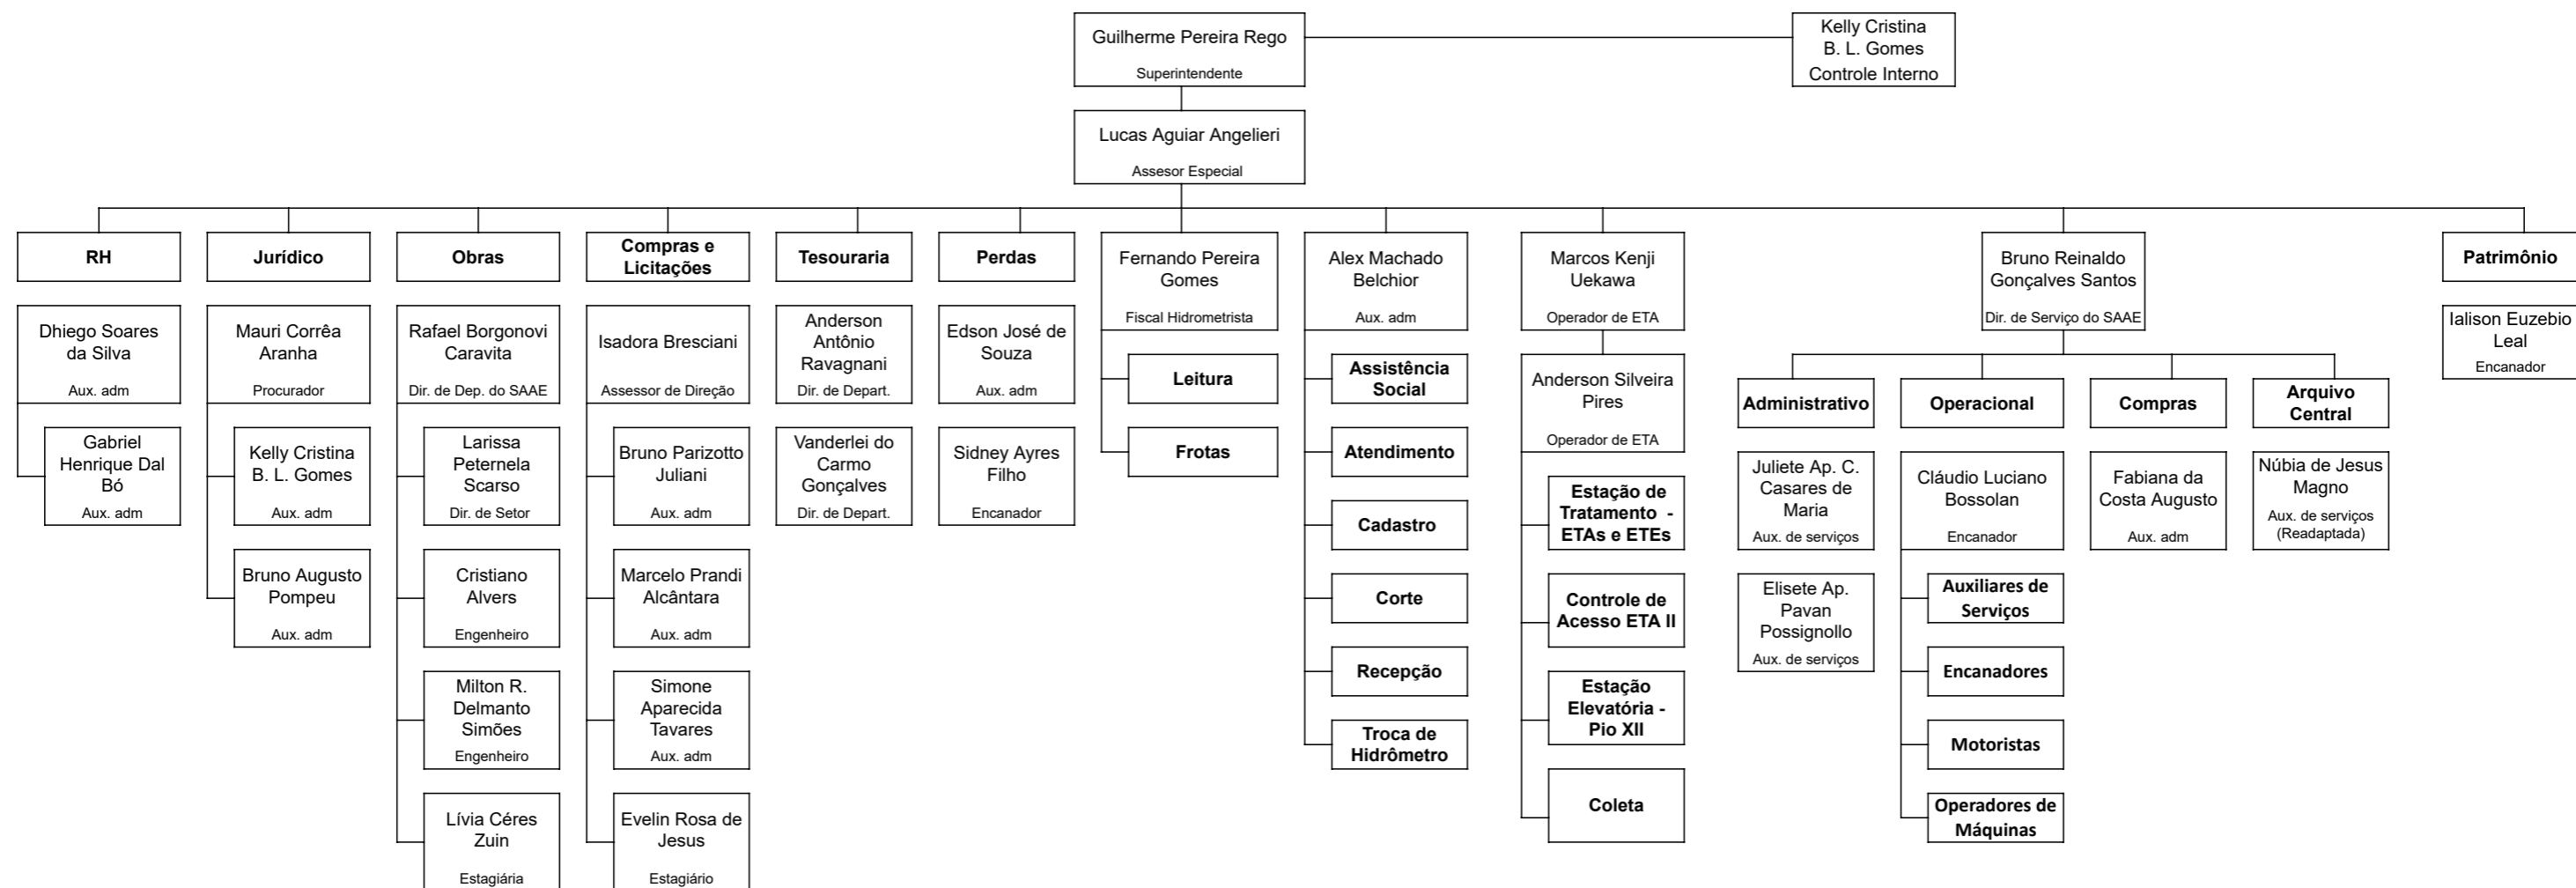 Guilherme Pereira Rego
Superintendente
Kelly Cristina
B. L. Gomes
Controle Interno
Lucas Aguiar Angelieri
Assesor Especial
RH
Dhiego Soares
da Silva
Aux. adm
Gabriel
Henrique Dal
Bó
Aux. adm
Jurídico
Mauri Corrêa
Aranha
Procurador
Kelly Cristina
B. L. Gomes
Aux. adm
Bruno Augusto
Pompeu
Aux. adm
Obras
Rafael Borgonovi
Caravita
Dir. de Dep. do SAAE
Larissa
Peternela
Scarso
Dir. de Setor
Cristiano
Alvers
Engenheiro
Milton R.
Delmanto
Simões
Engenheiro
Lívia Céres
Zuin
Estagiária
Compras e
Licitações
Isadora Bresciani
Assessor de Direção
Bruno Parizotto
Juliani
Aux. adm
Marcelo Prandi
Alcântara
Aux. adm
Simone
Aparecida
Tavares
Aux. adm
Evelin Rosa de
Jesus
Estagiário
Tesouraria
Anderson
Antônio
Ravagnani
Dir. de Depart.
Vanderlei do
Carmo
Gonçalves
Dir. de Depart.
Perdas
Edson José de
Souza
Aux. adm
Sidney Ayres
Filho
Encanador
Fernando Pereira
Gomes
Fiscal Hidrometrista
Leitura
Frotas
Alex Machado
Belchior
Aux. adm
Assistência
Social
Atendimento
Cadastro
Corte
Recepção
Troca de
Hidrômetro
Marcos Kenji
Uekawa
Operador de ETA
Anderson Silveira
Pires
Operador de ETA
Estação de
Tratamento -
ETAs e ETEs
Controle de
Acesso ETA II
Estação
Elevatória -
Pio XII
Coleta
Bruno Reinaldo
Gonçalves Santos
Dir. de Serviço do SAAE
Administrativo
Juliete Ap. C.
Casares de
Maria
Aux. de serviços
Elisete Ap.
Pavan
Possignollo
Aux. de serviços
Operacional
Cláudio Luciano
Bossolan
Encanador
Auxiliares de
Serviços
Encanadores
Motoristas
Operadores de
Máquinas
Compras
Fabiana da
Costa Augusto
Aux. adm
Arquivo
Central
Núbia de Jesus
Magno
Aux. de serviços
(Readaptada)
Patrimônio
Ialison Euzebio
Leal
Encanador